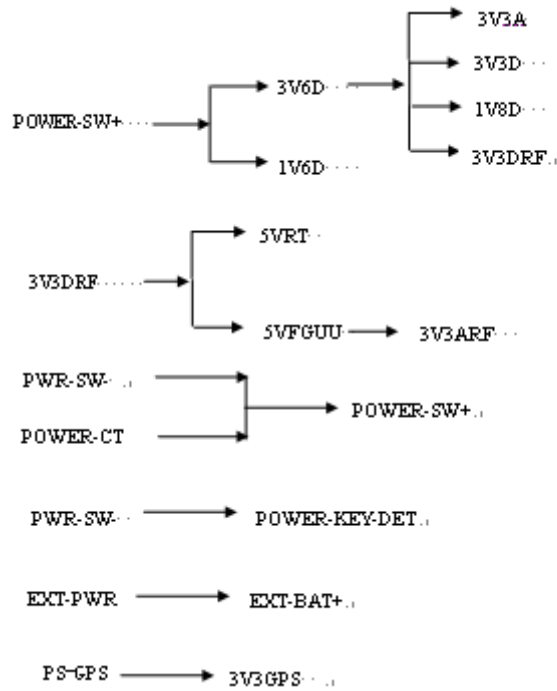 3V3A
3V6D
3V3D
POWER-SW+
1V8D
1V6D
3V3DRF
5VRT
3V3DRF
5VFGUU
3V3ARF
PWR-SW-
POWER-SW+
POWER-CT
PWR-SW-
POWER-KEY-DET
EXT-PWR
EXT-BAT+
PS-GPS
3V3GPS